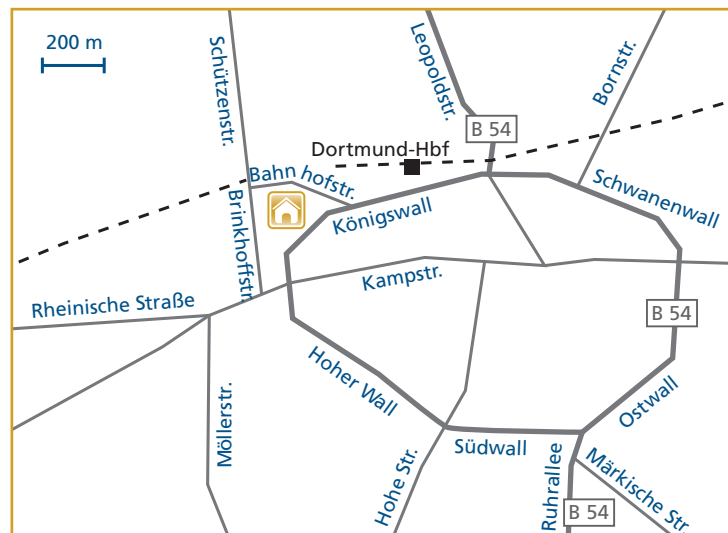 200 m
Schützenstr.
Leopoldstr.
Bornstr.
B 54
Dortmund-Hbf
Bahn hofstr.
Schwanenwall
Brinkhoffstr.
Königswall
Kampstr.
Rheinische Straße
B 54
Hoher Wall
Ostwall
Möllerstr.
Südwall
Hohe Str.
Ruhrallee
Märkische Str.
B 54